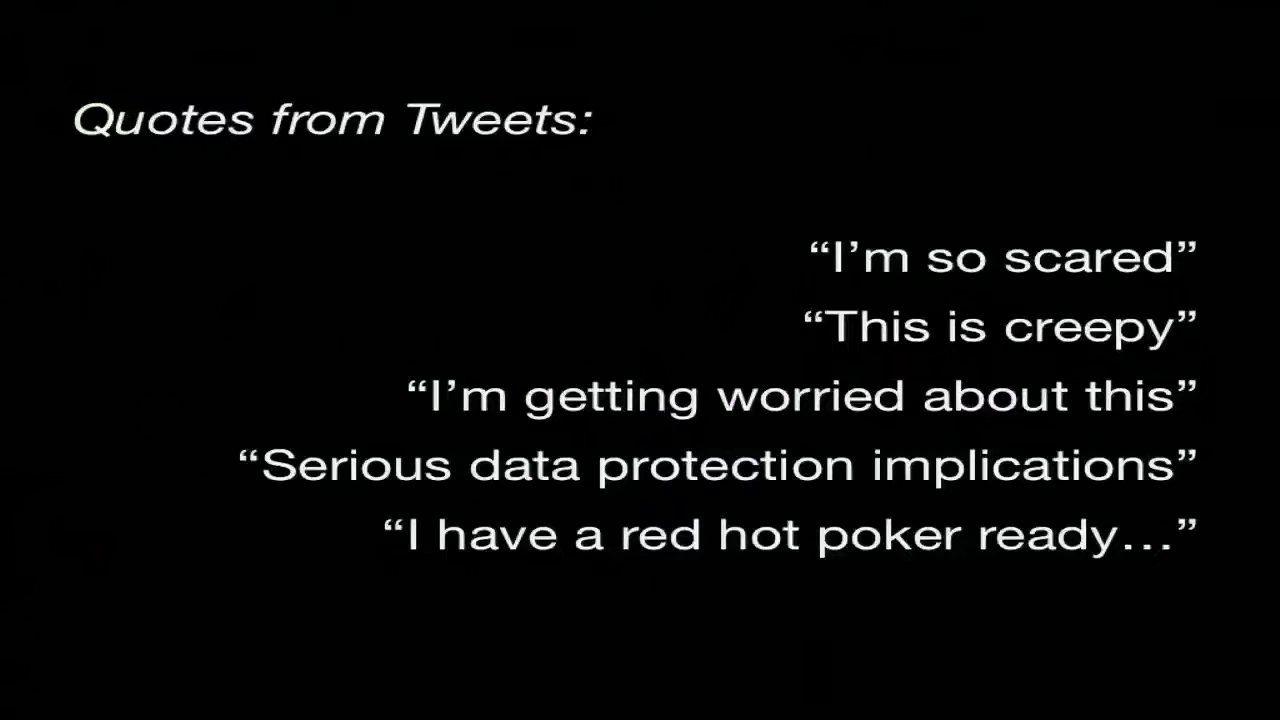 Quotes from Tweets:
“I’m so scared”
“This is creepy”
“I’m getting worried about this”
“Serious data protection implications”
“I have a red hot poker ready…”